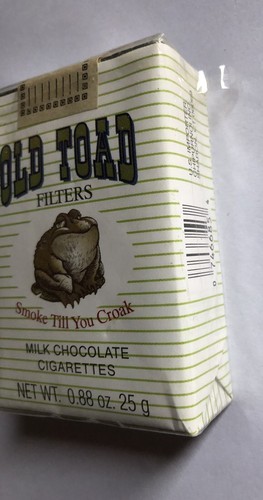 OLD TOAD
FILTERS
Smoke Till You Croak
MILK CHOCOLATE
CIGARETTES
NET WT. 0.88 oz. 25 g